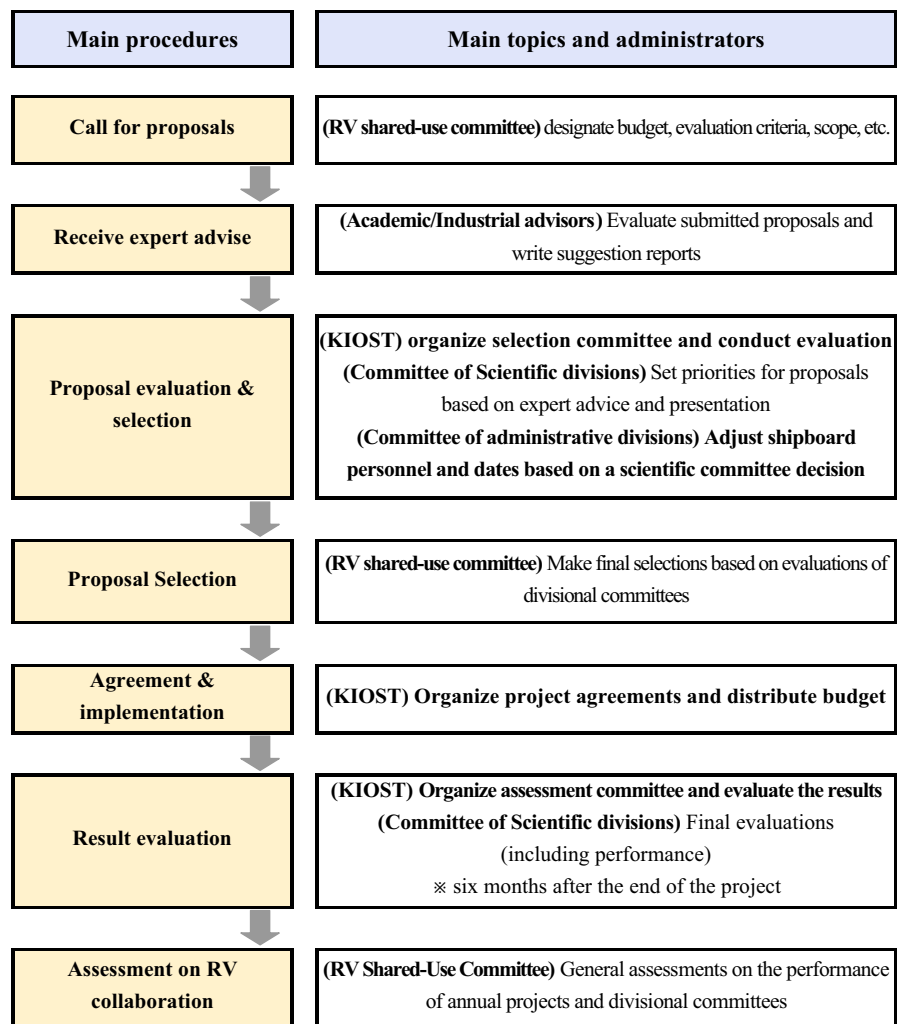 Main procedures
Main topics and administrators
Call for proposals
(RV shared-use committee) designate budget, evaluation criteria, scope, etc.
Receive expert advise
(Academic/Industrial advisors) Evaluate submitted proposals and
write suggestion reports
Proposal evaluation &
selection
(KIOST) organize selection committee and conduct evaluation
(Committee of Scientific divisions) Set priorities for proposals
based on expert advice and presentation
(Committee of administrative divisions) Adjust shipboard
personnel and dates based on a scientific committee decision
Proposal Selection
(RV shared-use committee) Make final selections based on evaluations of
divisional committees
Agreement &
implementation
(KIOST) Organize project agreements and distribute budget
Result evaluation
(KIOST) Organize assessment committee and evaluate the results
(Committee of Scientific divisions) Final evaluations
(including performance)
※ six months after the end of the project
Assessment on RV
collaboration
(RV Shared-Use Committee) General assessments on the performance
of annual projects and divisional committees